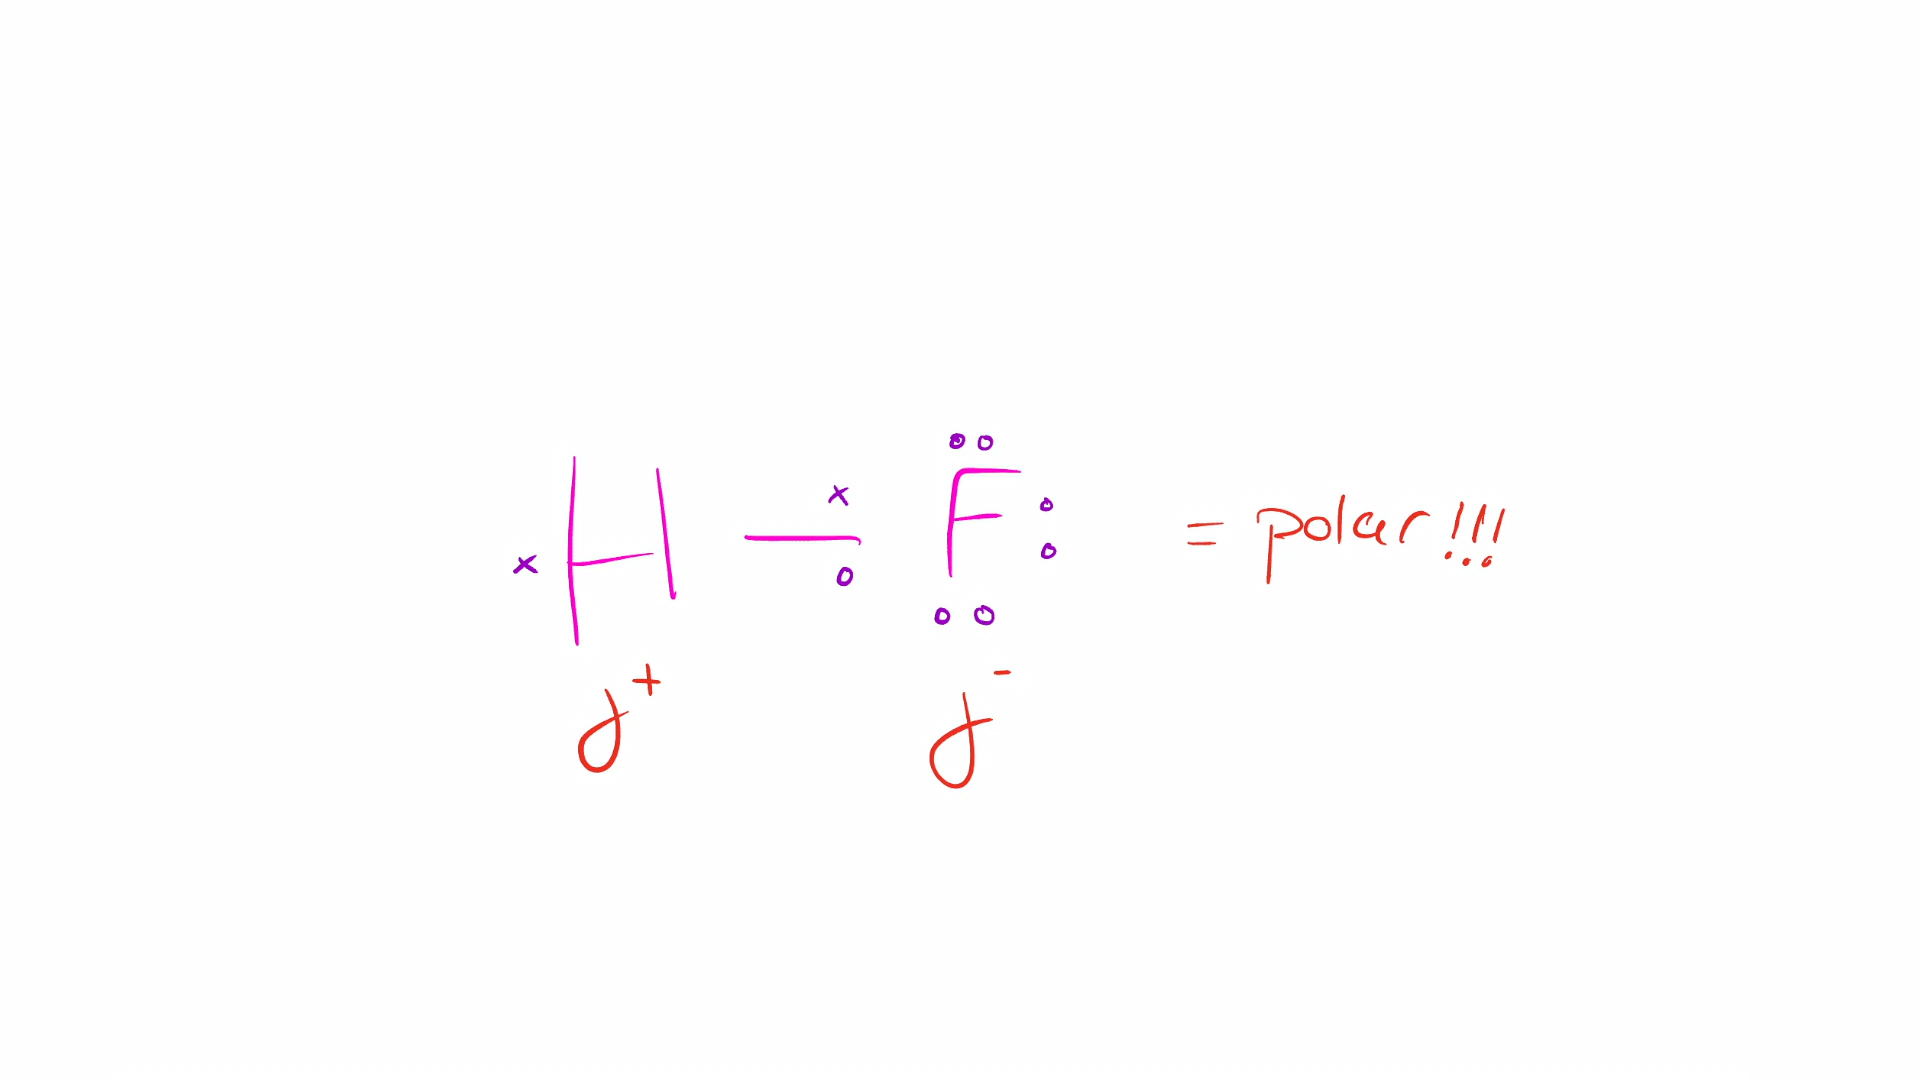 H — F = polar!!!
δ⁺ δ⁻